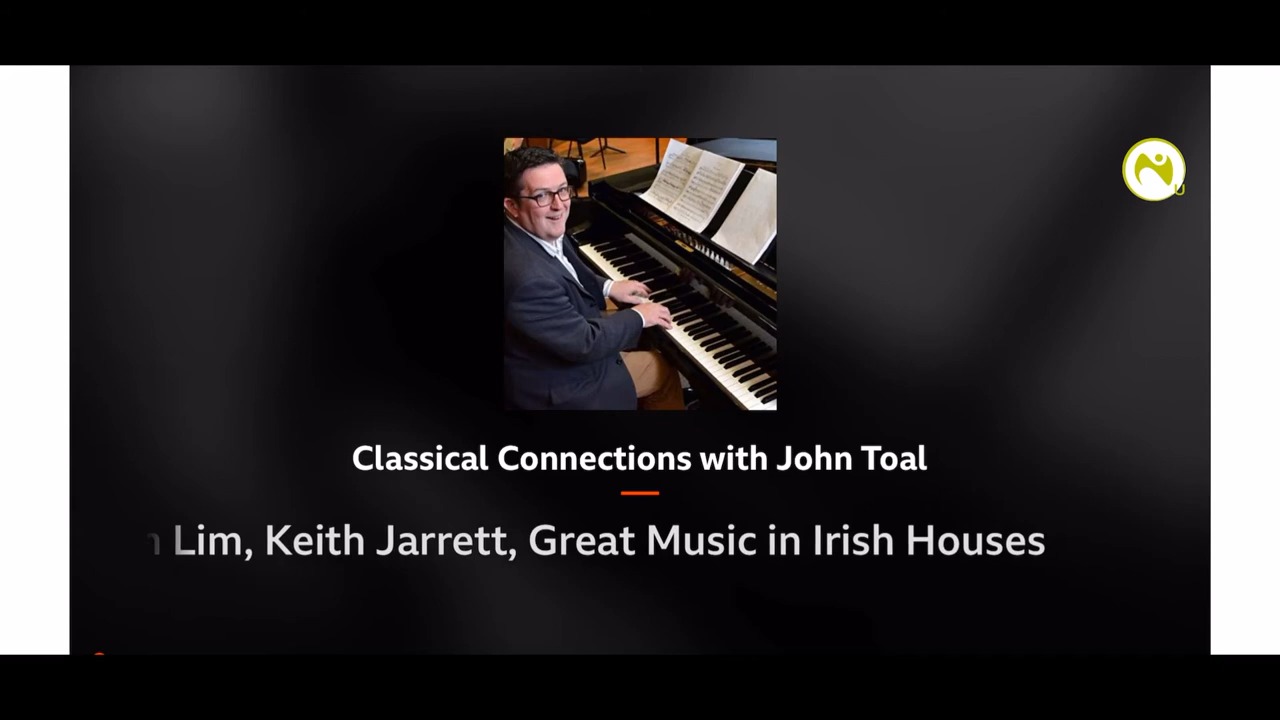 Classical Connections with John Toal
Lim, Keith Jarrett, Great Music in Irish Houses
U